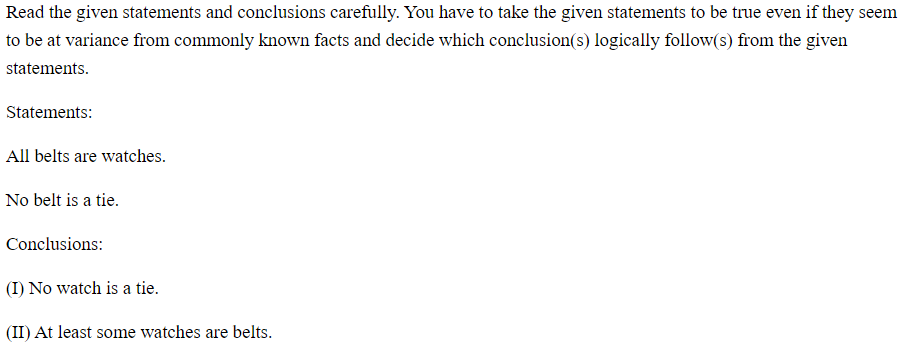 Read the given statements and conclusions carefully. You have to take the given statements to be true even if they seem
to be at variance from commonly known facts and decide which conclusion(s) logically follow(s) from the given
statements.
Statements:
All belts are watches.
No belt is a tie.
Conclusions:
(I) No watch is a tie.
(II) At least some watches are belts.